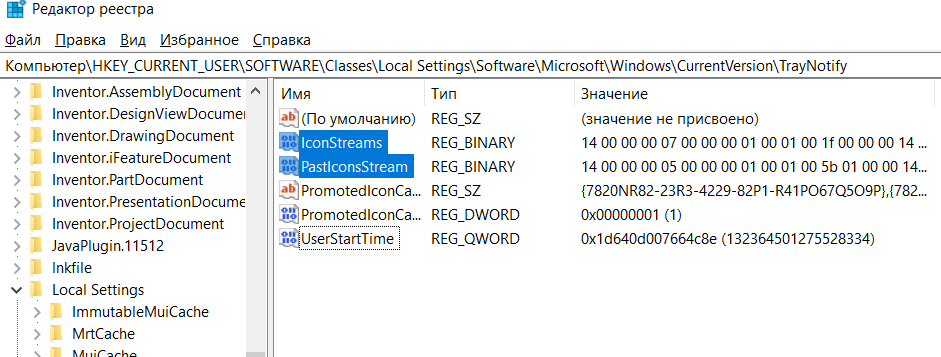 Редактор реестра
Файл Правка Вид Избранное Справка
Компьютер\HKEY_CURRENT_USER\SOFTWARE\Classes\Local Settings\Software\Microsoft\Windows\CurrentVersion\TrayNotify
Inventor.AssemblyDocument
Inventor.DesignViewDocumer
Inventor.DrawingDocument
Inventor.iFeatureDocument
Inventor.PartDocument
Inventor.PresentationDocume
Inventor.ProjectDocument
JavaPlugin.11512
lnkfile
Local Settings
ImmutableMuiCache
MrtCache
MuiCache
Имя Тип Значение
(По умолчанию) REG_SZ (значение не присвоено)
IconStreams REG_BINARY 14 00 00 00 07 00 00 00 01 00 01 00 1f 00 00 00 14 ...
PastIconsStream REG_BINARY 14 00 00 00 05 00 00 00 01 00 01 00 5b 01 00 00 14...
PromotedIconCa... REG_SZ {7820NR82-23R3-4229-82P1-R41PO67Q5O9P},{782...
PromotedIconCa... REG_DWORD 0x00000001 (1)
UserStartTime REG_QWORD 0x1d640d007664c8e (132364501275528334)